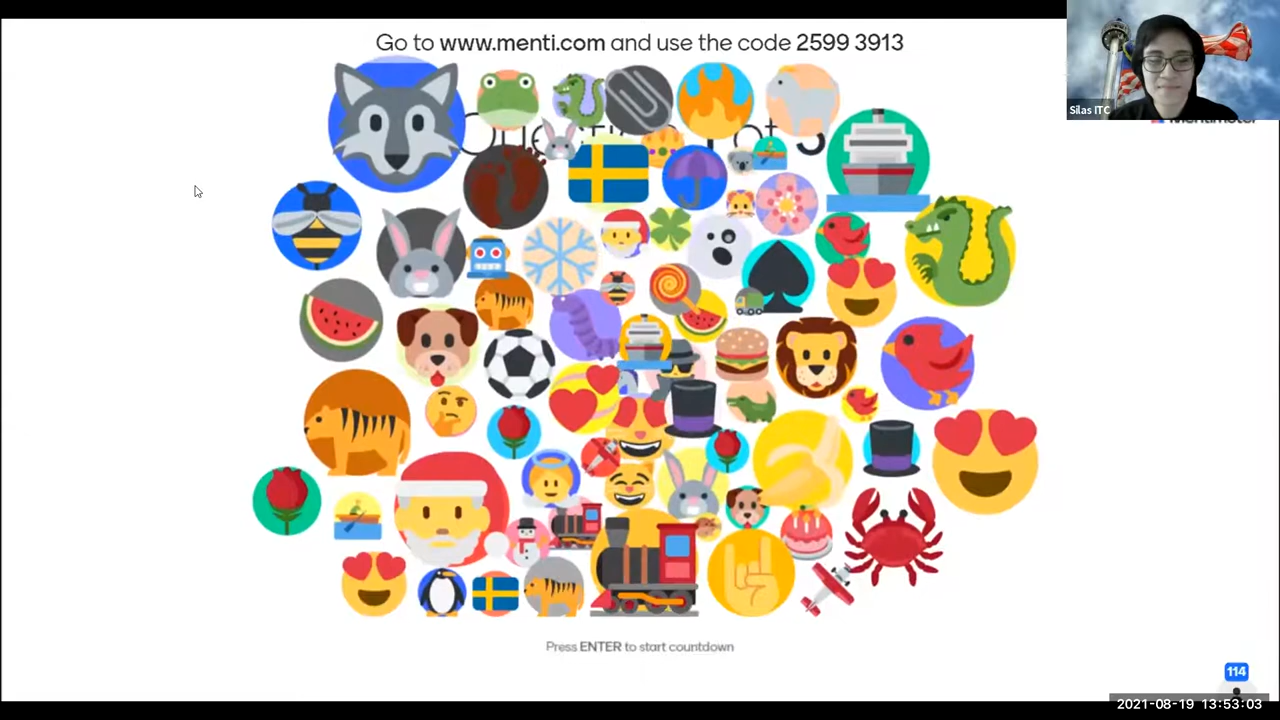 Go to www.menti.com and use the code 2599 3913
Silas ITC
Mentimeter
Press ENTER to start countdown
114
2021-08-19 13:53:03